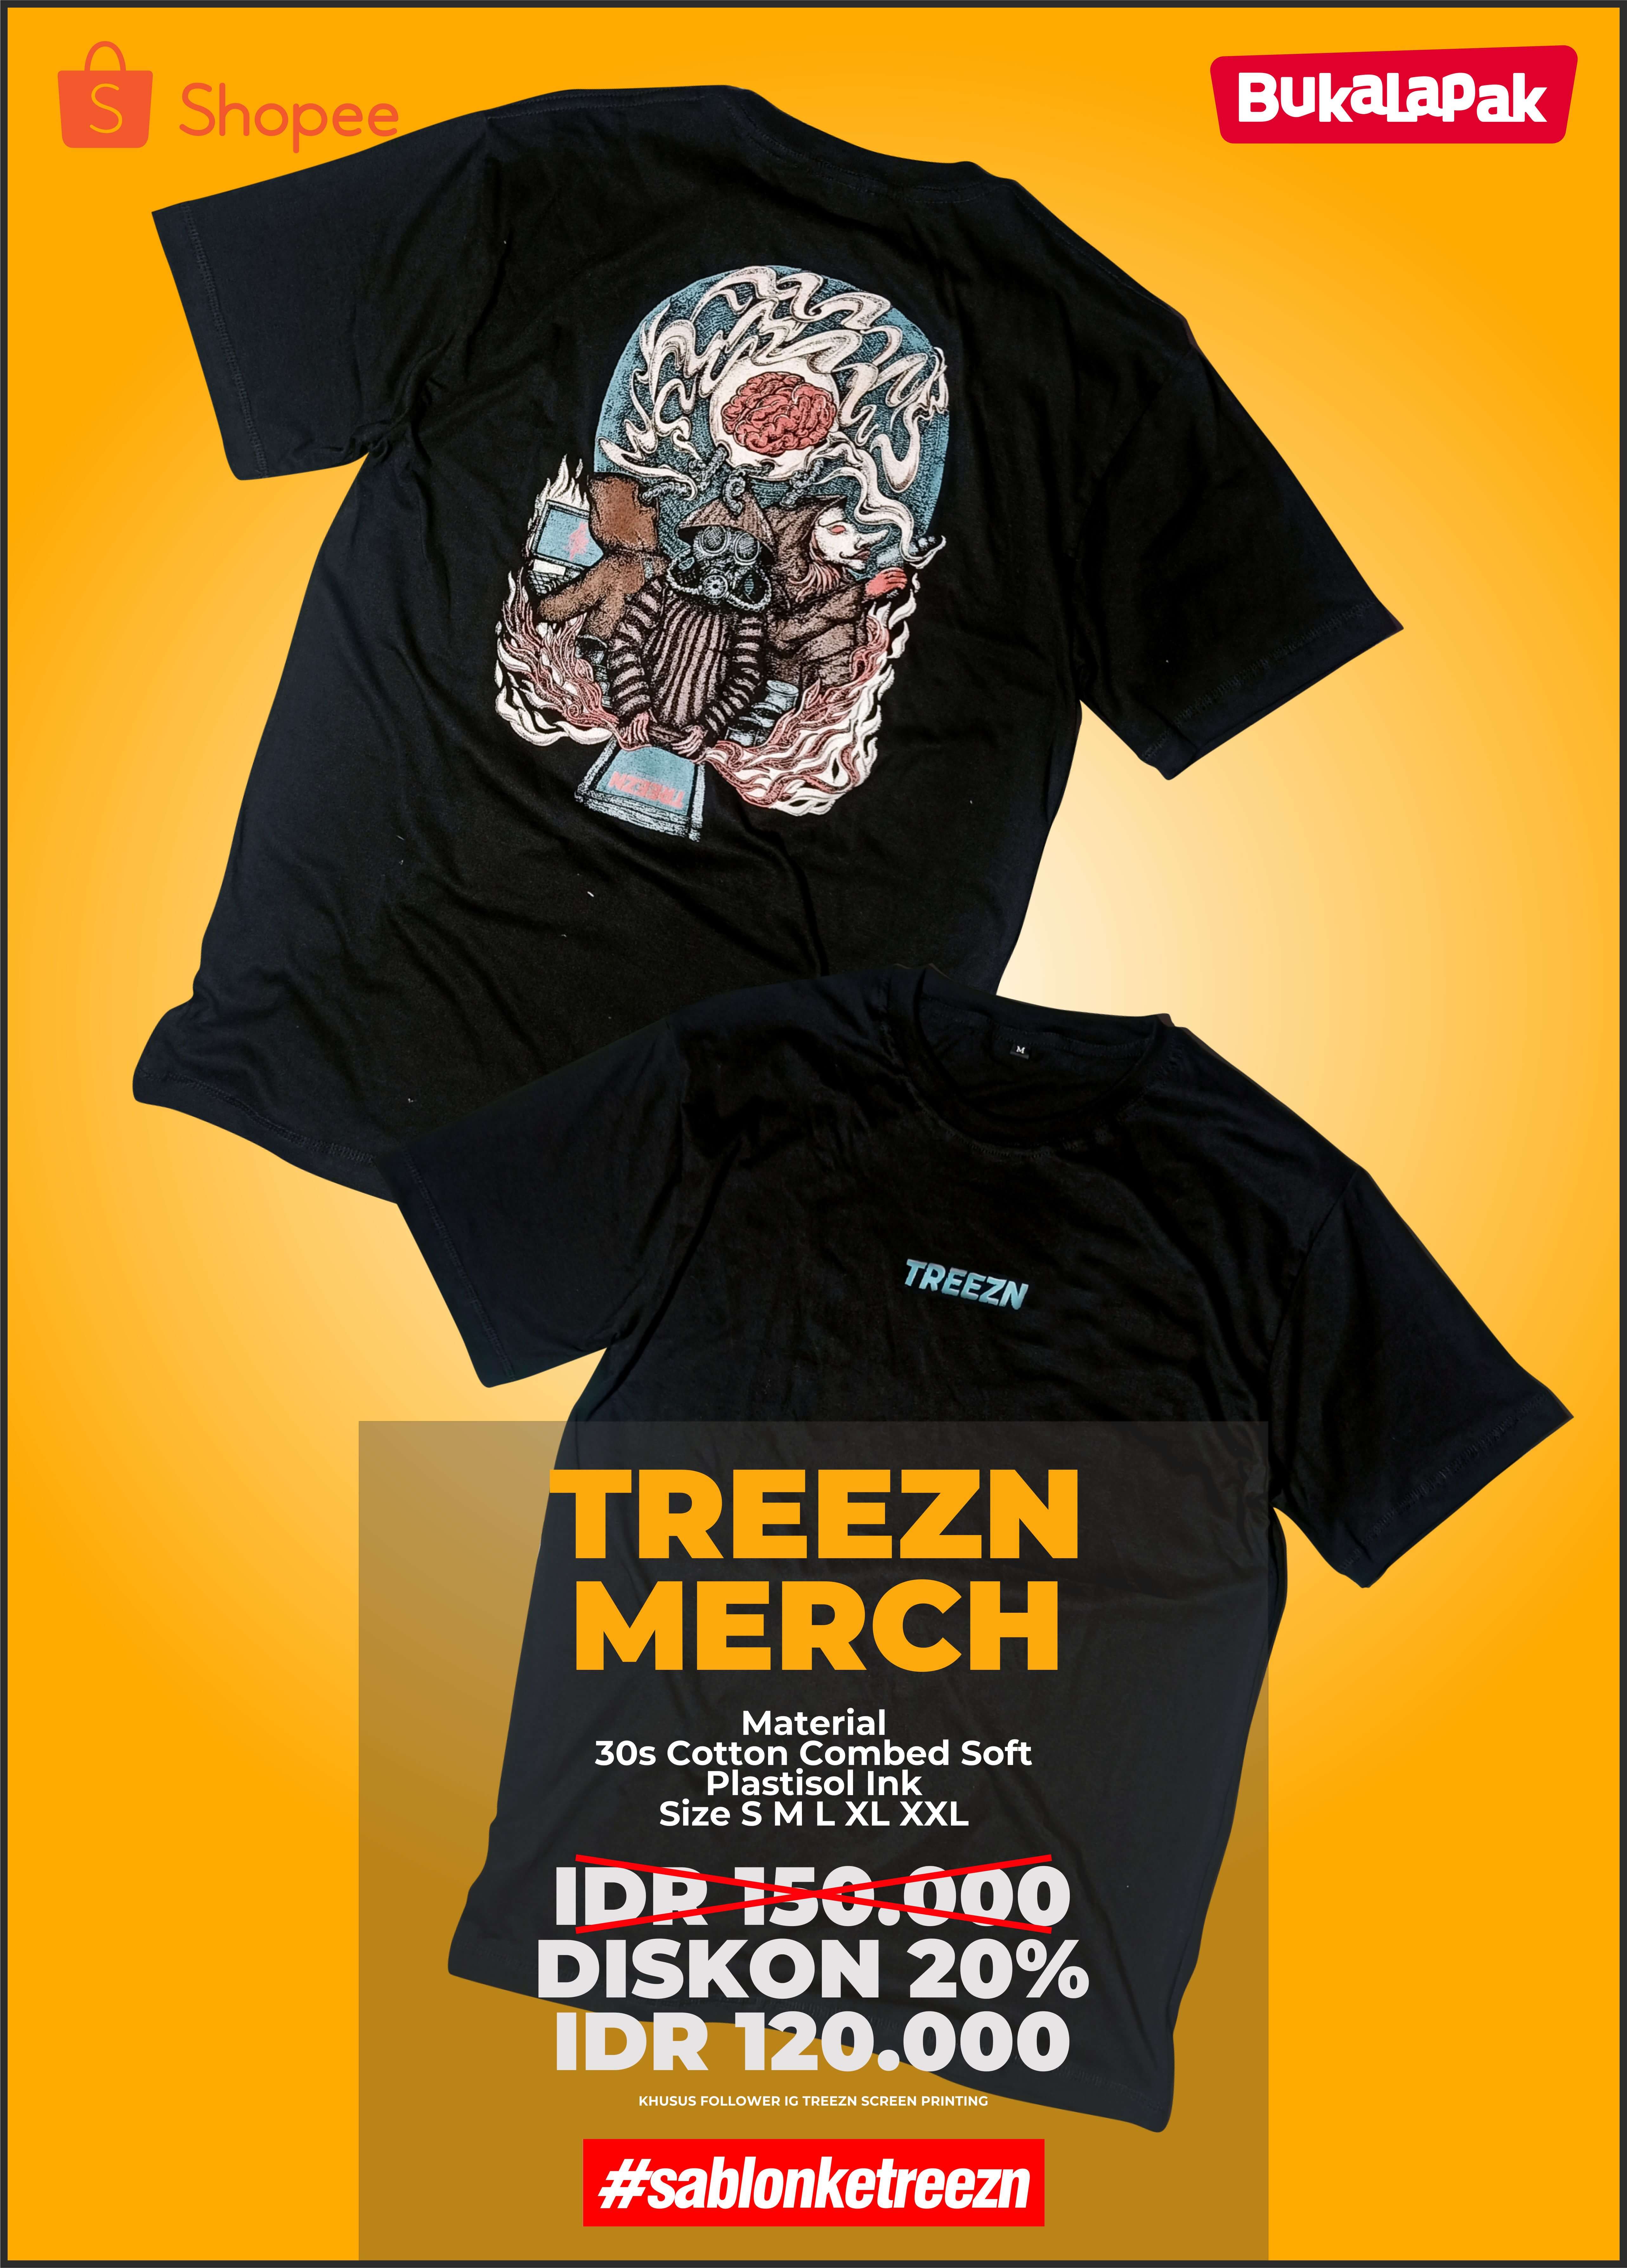 S Shopee
BukaLapak
TREEZN
M
TREEZN
TREEZN
MERCH
Material
30s Cotton Combed Soft
Plastisol Ink
Size S M L XL XXL
IDR 150.000
DISKON 20%
IDR 120.000
KHUSUS FOLLOWER IG TREEZN SCREEN PRINTING
#sablonketreezn